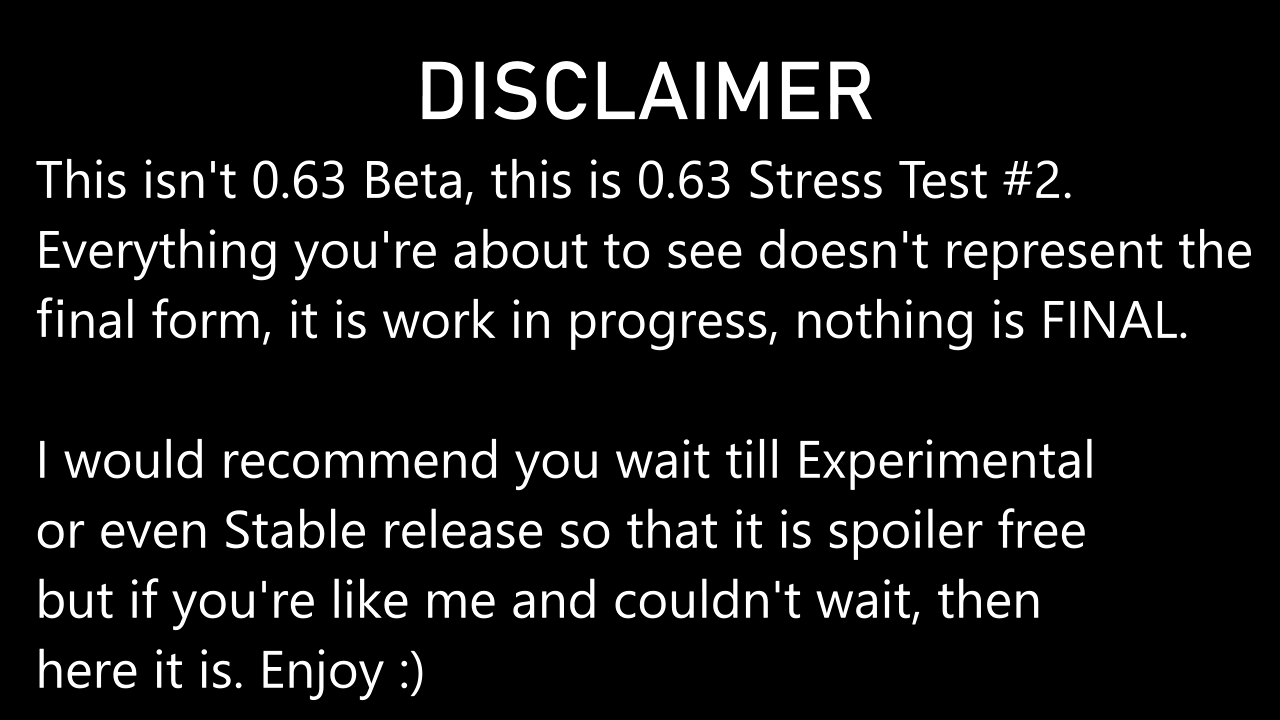 DISCLAIMER
This isn't 0.63 Beta, this is 0.63 Stress Test #2.
Everything you're about to see doesn't represent the
final form, it is work in progress, nothing is FINAL.
I would recommend you wait till Experimental
or even Stable release so that it is spoiler free
but if you're like me and couldn't wait, then
here it is. Enjoy :)